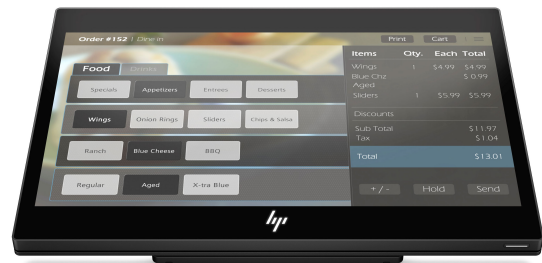 Order #152 | Dine in
Print Cart
Items Qty. Each Total
Food Drinks
Wings 1 $4.99 $4.99
Blue Chz $ 0.99
Aged
Sliders 1 $5.99 $5.99
Specials Appetizers Entrees Desserts
Wings Onion Rings Sliders Chips & Salsa
Discounts
Sub Total $11.97
Tax $1.04
Ranch Blue Cheese BBQ
Total $13.01
Regular Aged X-tra Blue
+ / - Hold Send
hp